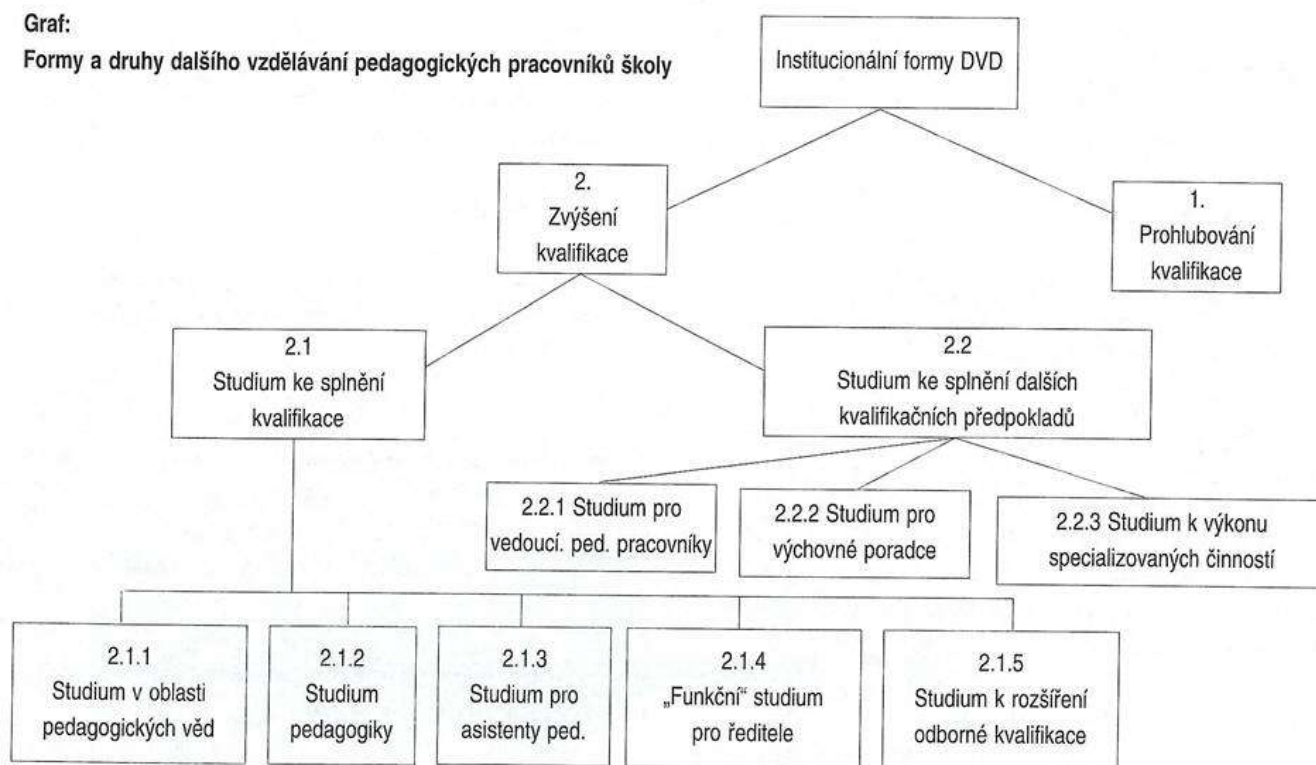 Graf:
Formy a druhy dalšího vzdělávání pedagogických pracovníků školy
Institucionální formy DVD
2.
Zvýšení
kvalifikace
1.
Prohlubování
kvalifikace
2.1
Studium ke splnění
kvalifikace
2.2
Studium ke splnění dalších
kvalifikačních předpokladů
2.2.1 Studium pro
vedoucí. ped. pracovníky
2.2.2 Studium pro
výchovné poradce
2.2.3 Studium k výkonu
specializovaných činností
2.1.1
Studium v oblasti
pedagogických věd
2.1.2
Studium
pedagogiky
2.1.3
Studium pro
asistenty ped.
2.1.4
„Funkční“ studium
pro ředitele
2.1.5
Studium k rozšíření
odborné kvalifikace